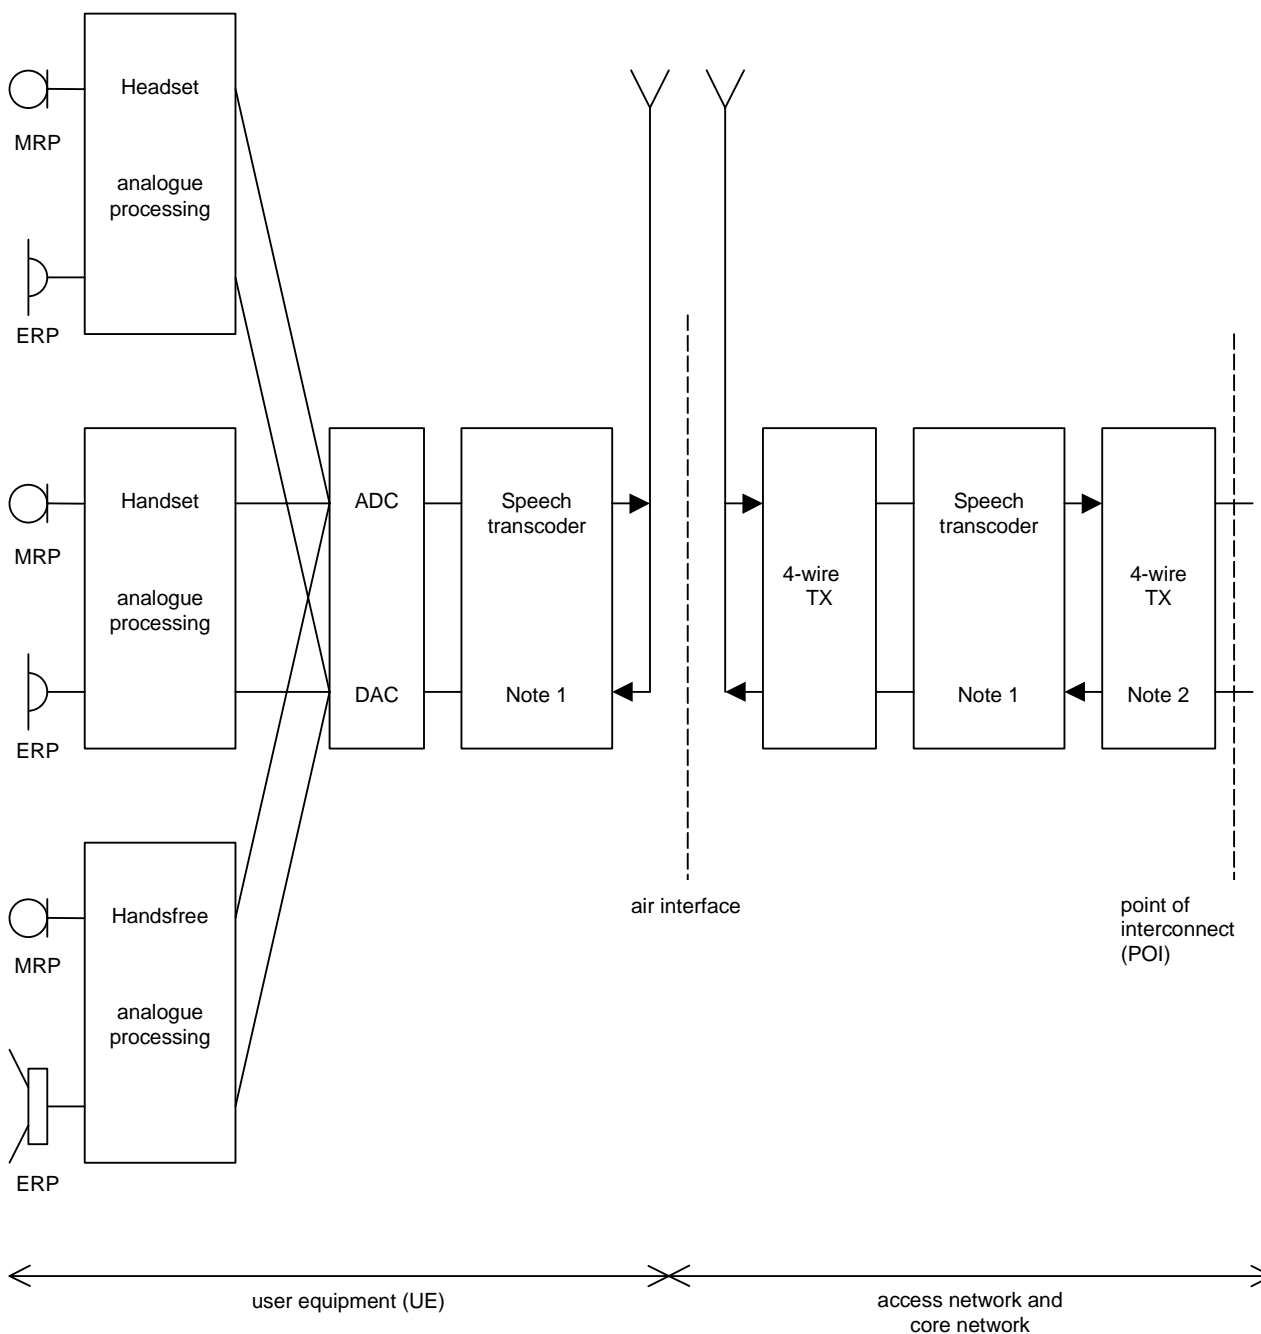 Headset
MRP
analogue
processing
ERP
Handset
MRP
analogue
processing
ERP
Handsfree
MRP
analogue
processing
ERP
ADC
DAC
Speech
transcoder
Note 1
4-wire
TX
Speech
transcoder
Note 1
4-wire
TX
Note 2
air interface
point of
interconnect
(POI)
user equipment (UE)
access network and
core network